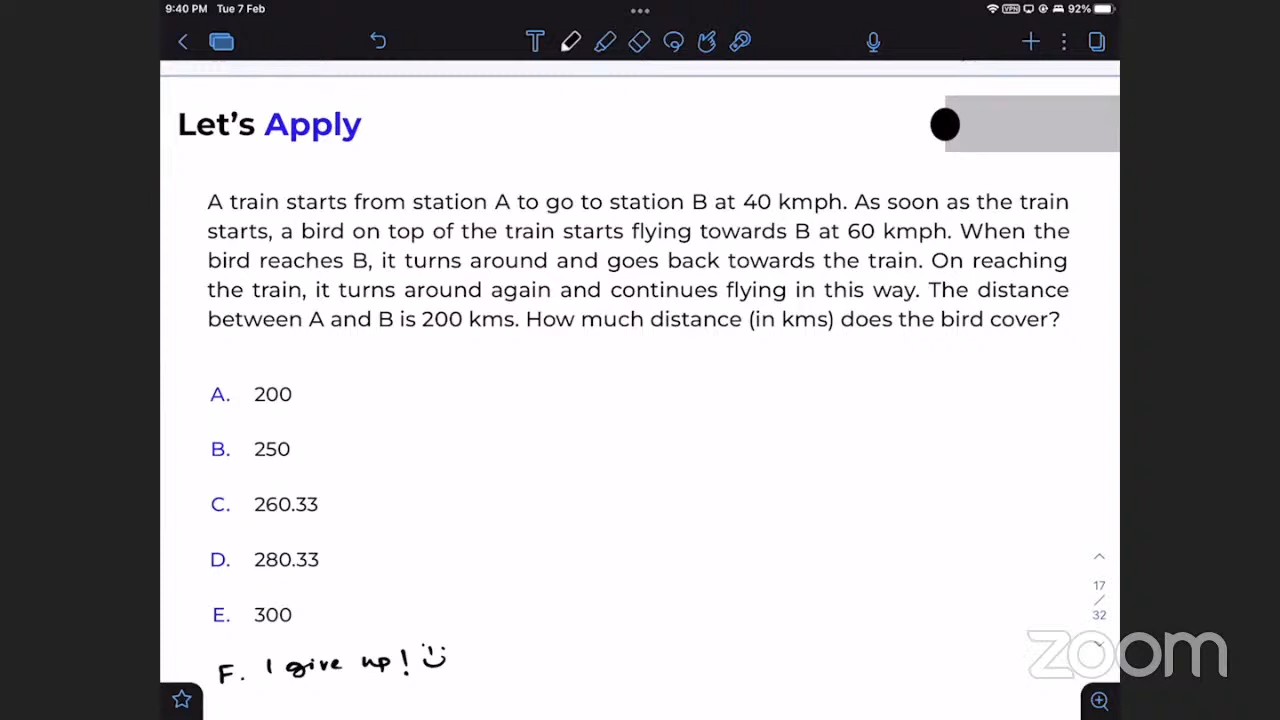 9:40 PM Tue 7 Feb
VPN
92%
Let's Apply
A train starts from station A to go to station B at 40 kmph. As soon as the train
starts, a bird on top of the train starts flying towards B at 60 kmph. When the
bird reaches B, it turns around and goes back towards the train. On reaching
the train, it turns around again and continues flying in this way. The distance
between A and B is 200 kms. How much distance (in kms) does the bird cover?
A. 200
B. 250
C. 260.33
D. 280.33
E. 300
F. I give up!
17
/
32
zoom